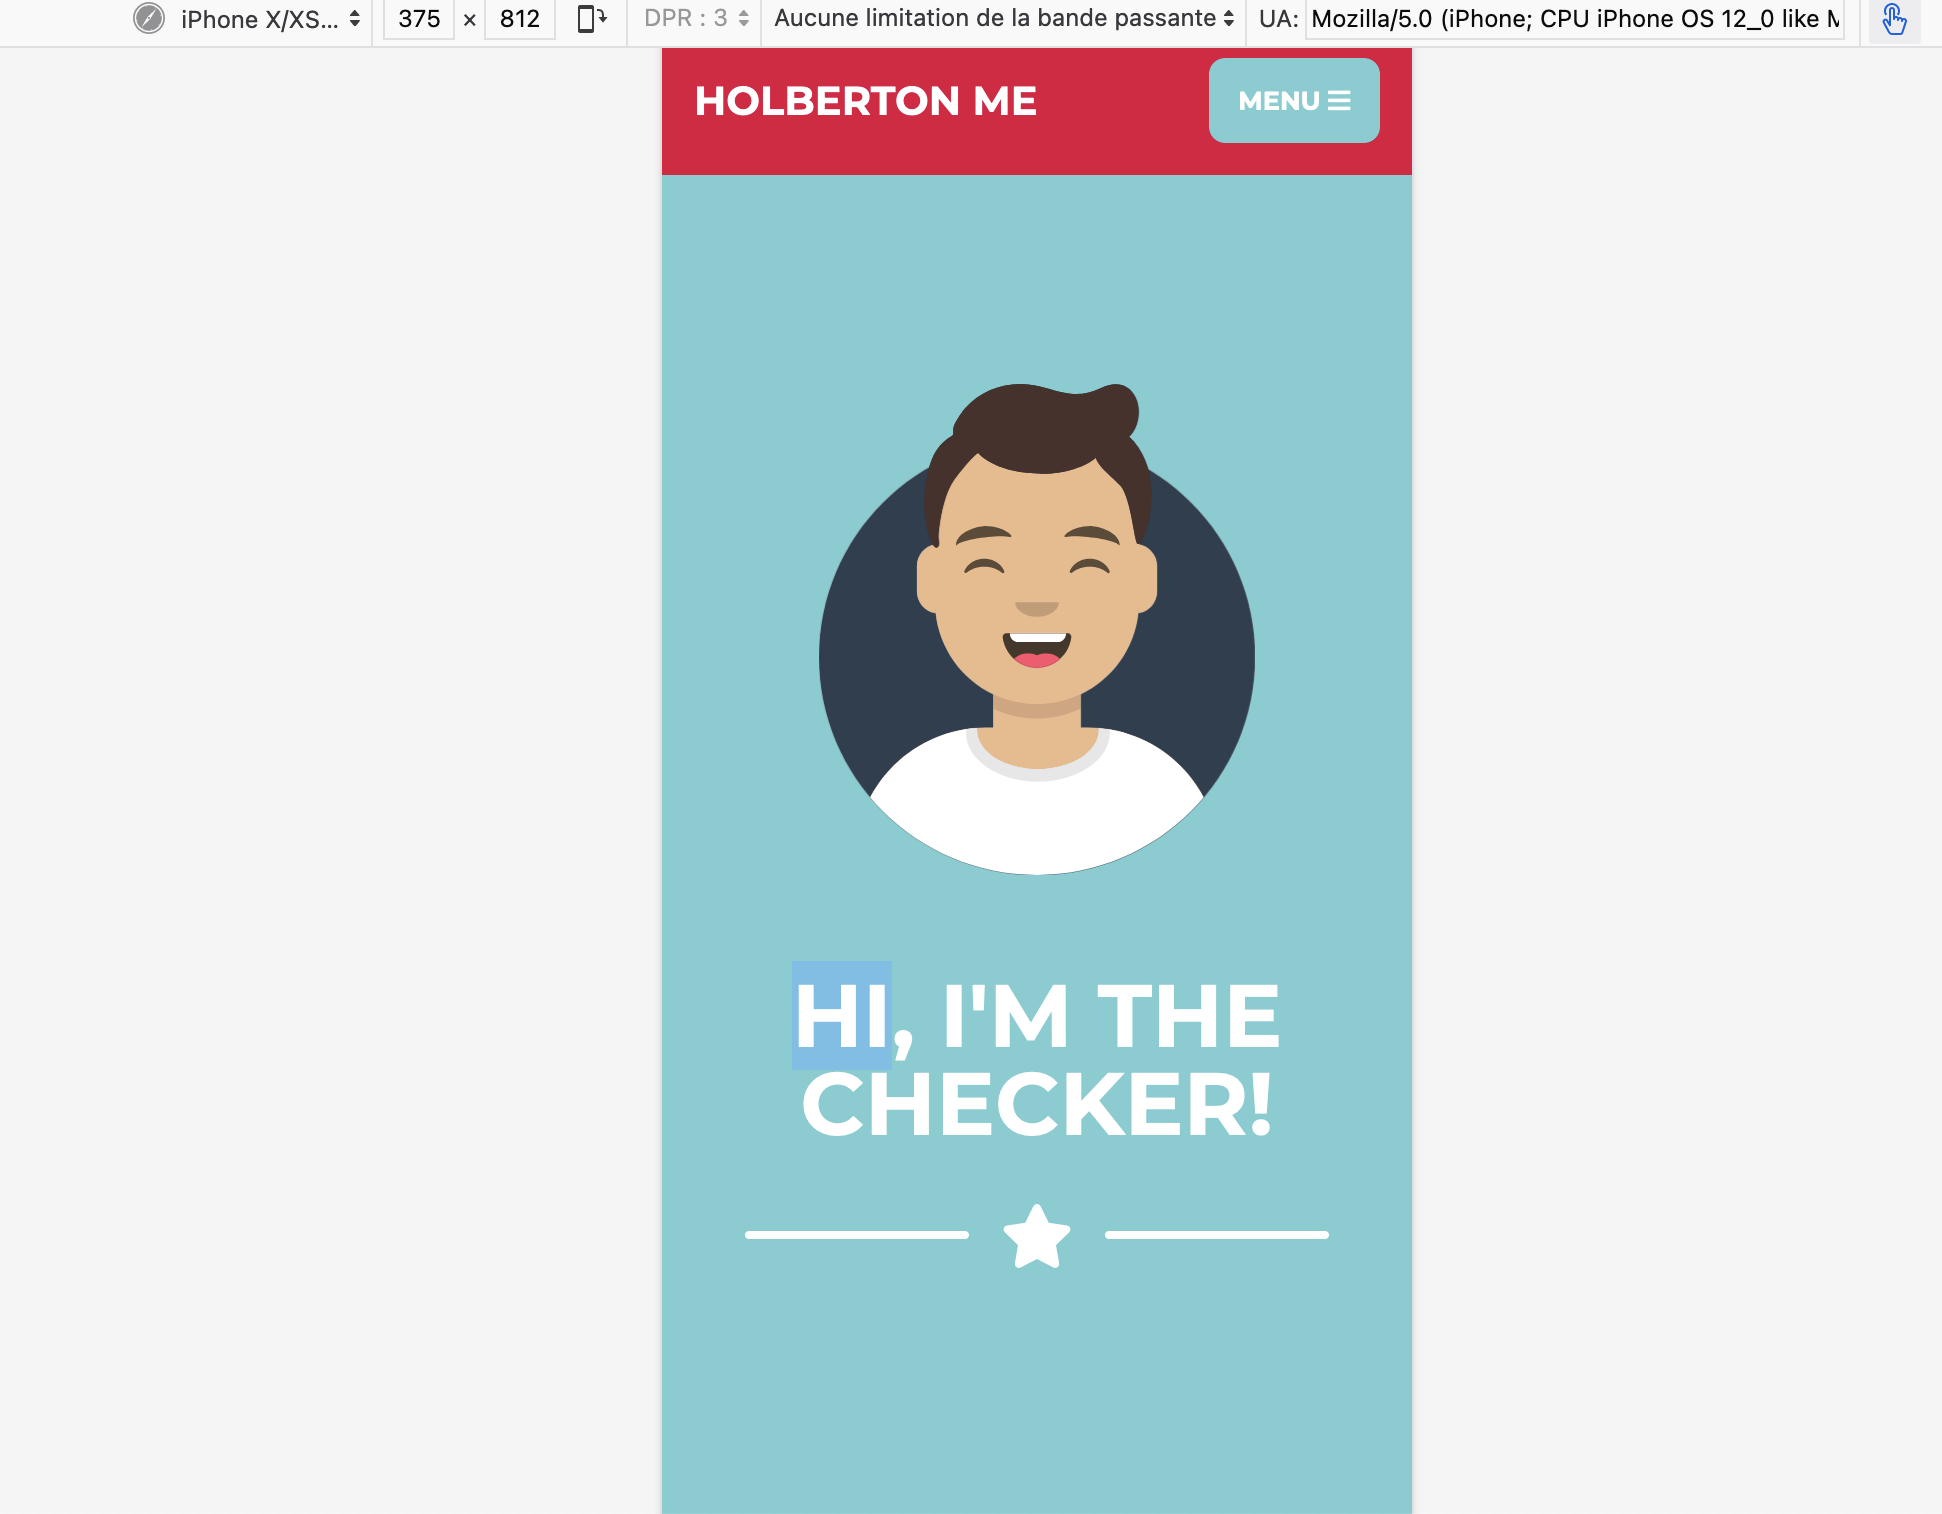 iPhone X/XS... 375 × 812 DPR : 3 Aucune limitation de la bande passante UA: Mozilla/5.0 (iPhone; CPU iPhone OS 12_0 like M
HOLBERTON ME MENU
HI, I'M THE
CHECKER!